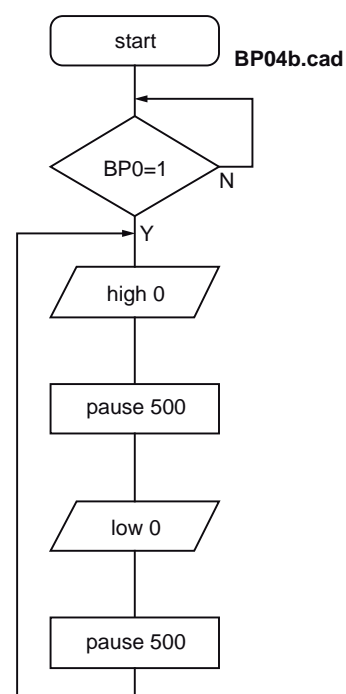 start
BP04b.cad
BP0=1
N
Y
high 0
pause 500
low 0
pause 500